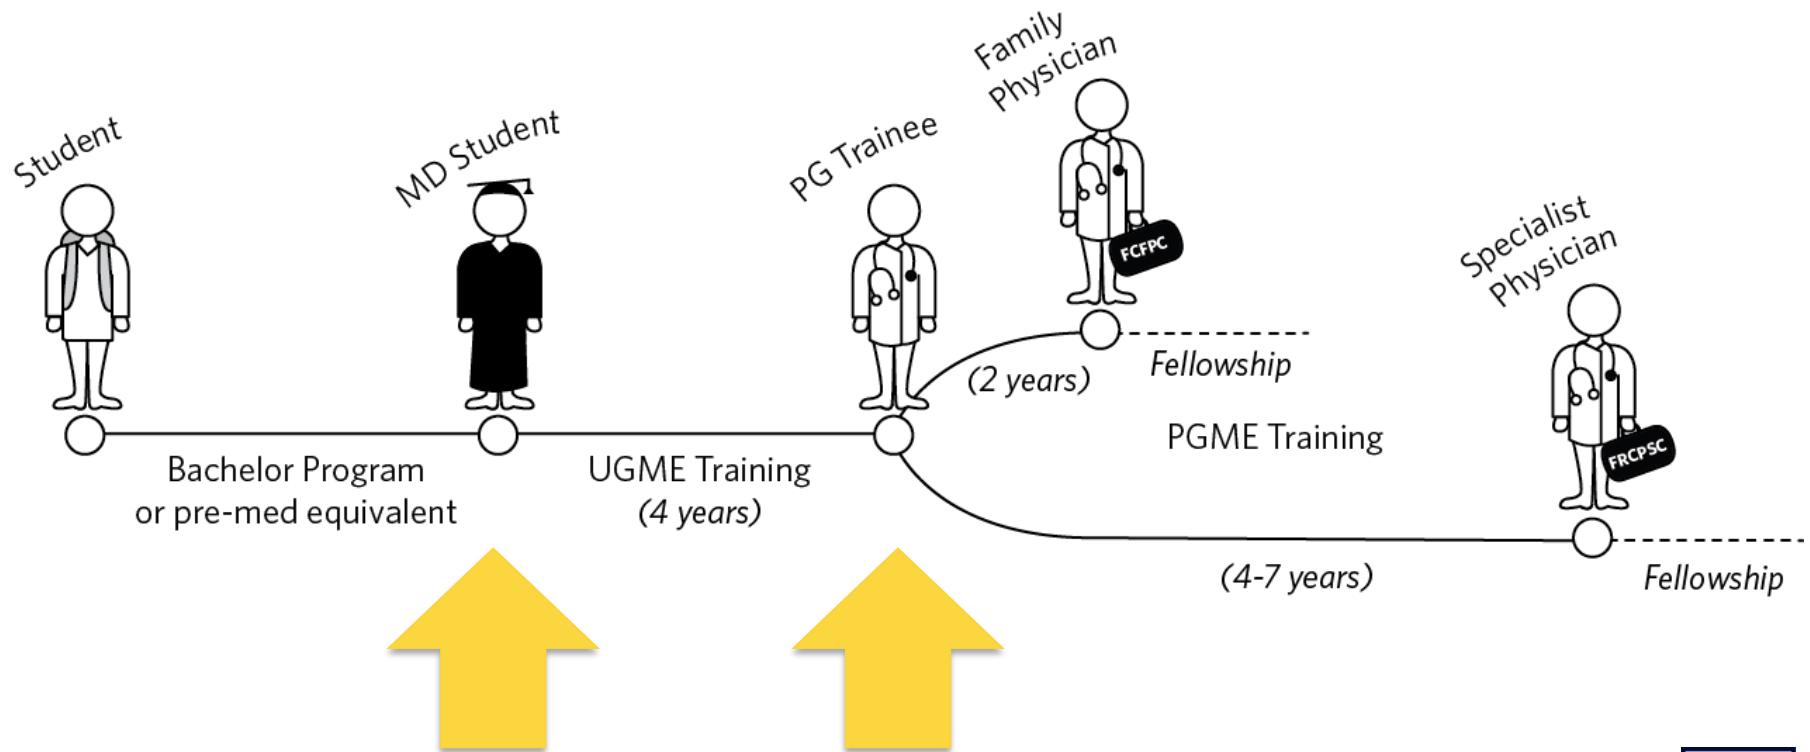 Student
MD Student
PG Trainee
Family
Physician
FCFPC
Specialist
Physician
FRCPSC
Bachelor Program
or pre-med equivalent
UGME Training
(4 years)
(2 years)
Fellowship
PGME Training
(4-7 years)
Fellowship